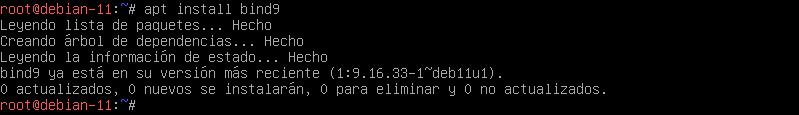 root@debian-11:~# apt install bind9
Leyendo lista de paquetes... Hecho
Creando árbol de dependencias... Hecho
Leyendo la información de estado... Hecho
bind9 ya está en su versión más reciente (1:9.16.33-1~deb11u1).
0 actualizados, 0 nuevos se instalarán, 0 para eliminar y 0 no actualizados.
root@debian-11:~#